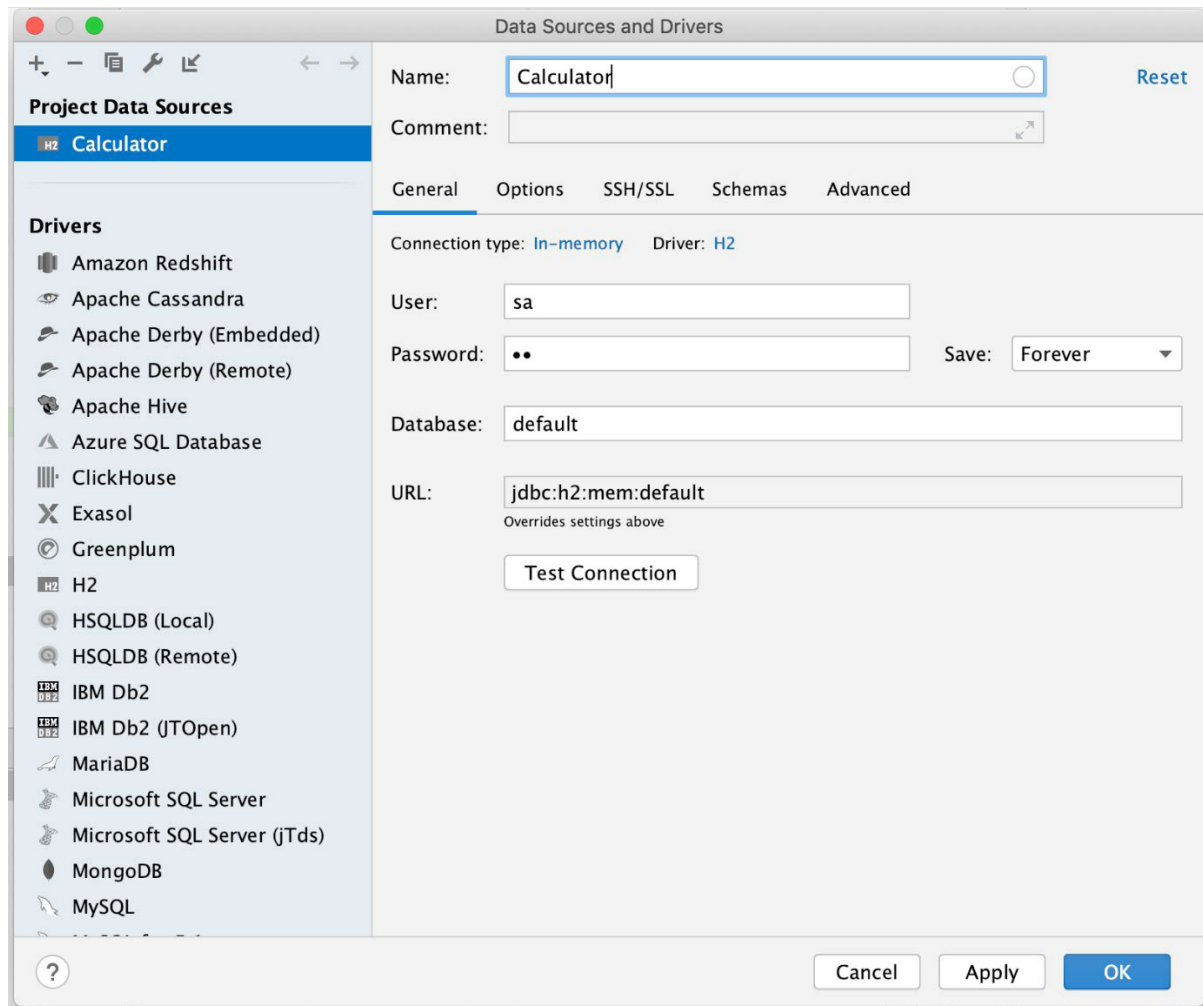 Data Sources and Drivers
Project Data Sources
H2 Calculator
Drivers
Amazon Redshift
Apache Cassandra
Apache Derby (Embedded)
Apache Derby (Remote)
Apache Hive
Azure SQL Database
ClickHouse
Exasol
Greenplum
H2 H2
HSQLDB (Local)
HSQLDB (Remote)
IBM DB2 IBM Db2
IBM DB2 IBM Db2 (JTOpen)
MariaDB
Microsoft SQL Server
Microsoft SQL Server (jTds)
MongoDB
MySQL
Name: Calculator Reset
Comment:
General Options SSH/SSL Schemas Advanced
Connection type: In-memory Driver: H2
User: sa
Password: •• Save: Forever
Database: default
URL: jdbc:h2:mem:default
Overrides settings above
Test Connection
? Cancel Apply OK